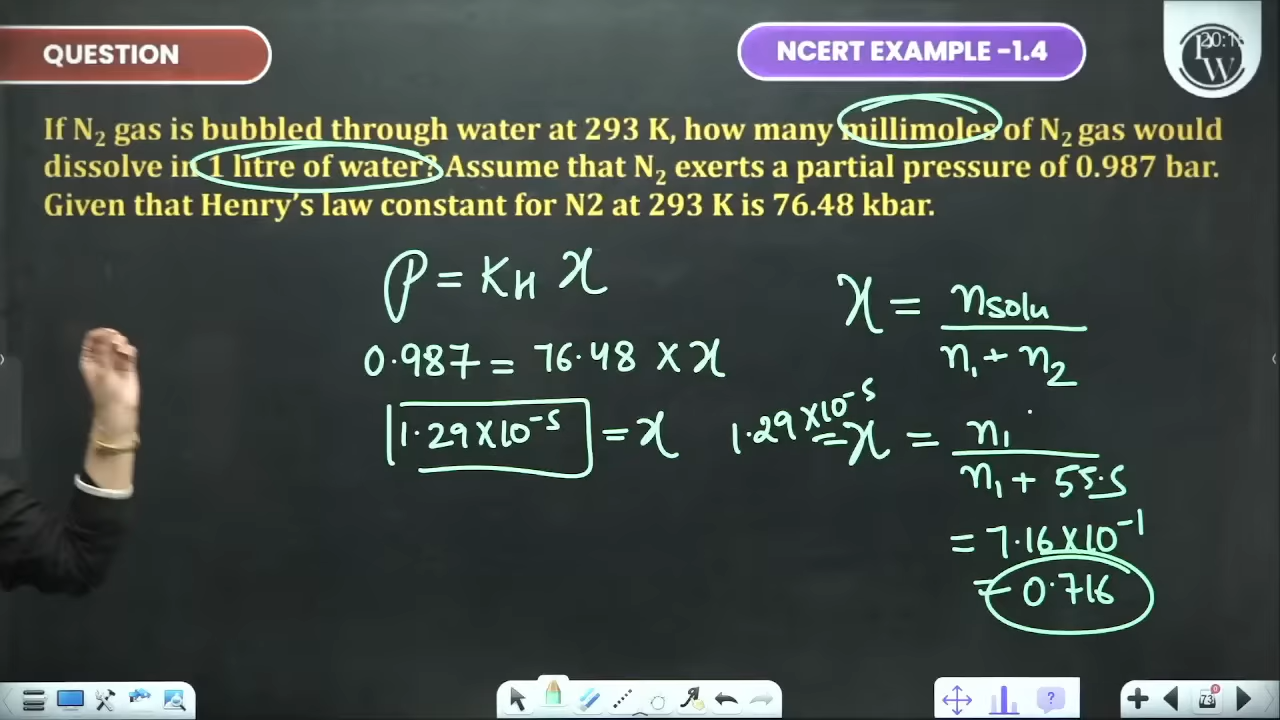 QUESTION
NCERT EXAMPLE -1.4
If N₂ gas is bubbled through water at 293 K, how many millimoles of N₂ gas would
dissolve in 1 litre of water? Assume that N₂ exerts a partial pressure of 0.987 bar.
Given that Henry's law constant for N2 at 293 K is 76.48 kbar.
P = KH x
0.987 = 76.48 × x
1.29×10⁻⁵ = x
x = nsolu / n₁ + n₂
1.29×10⁻⁵ = x = n₁ / n₁ + 55.5
= 7.16×10⁻¹
= 0.716
PW
73